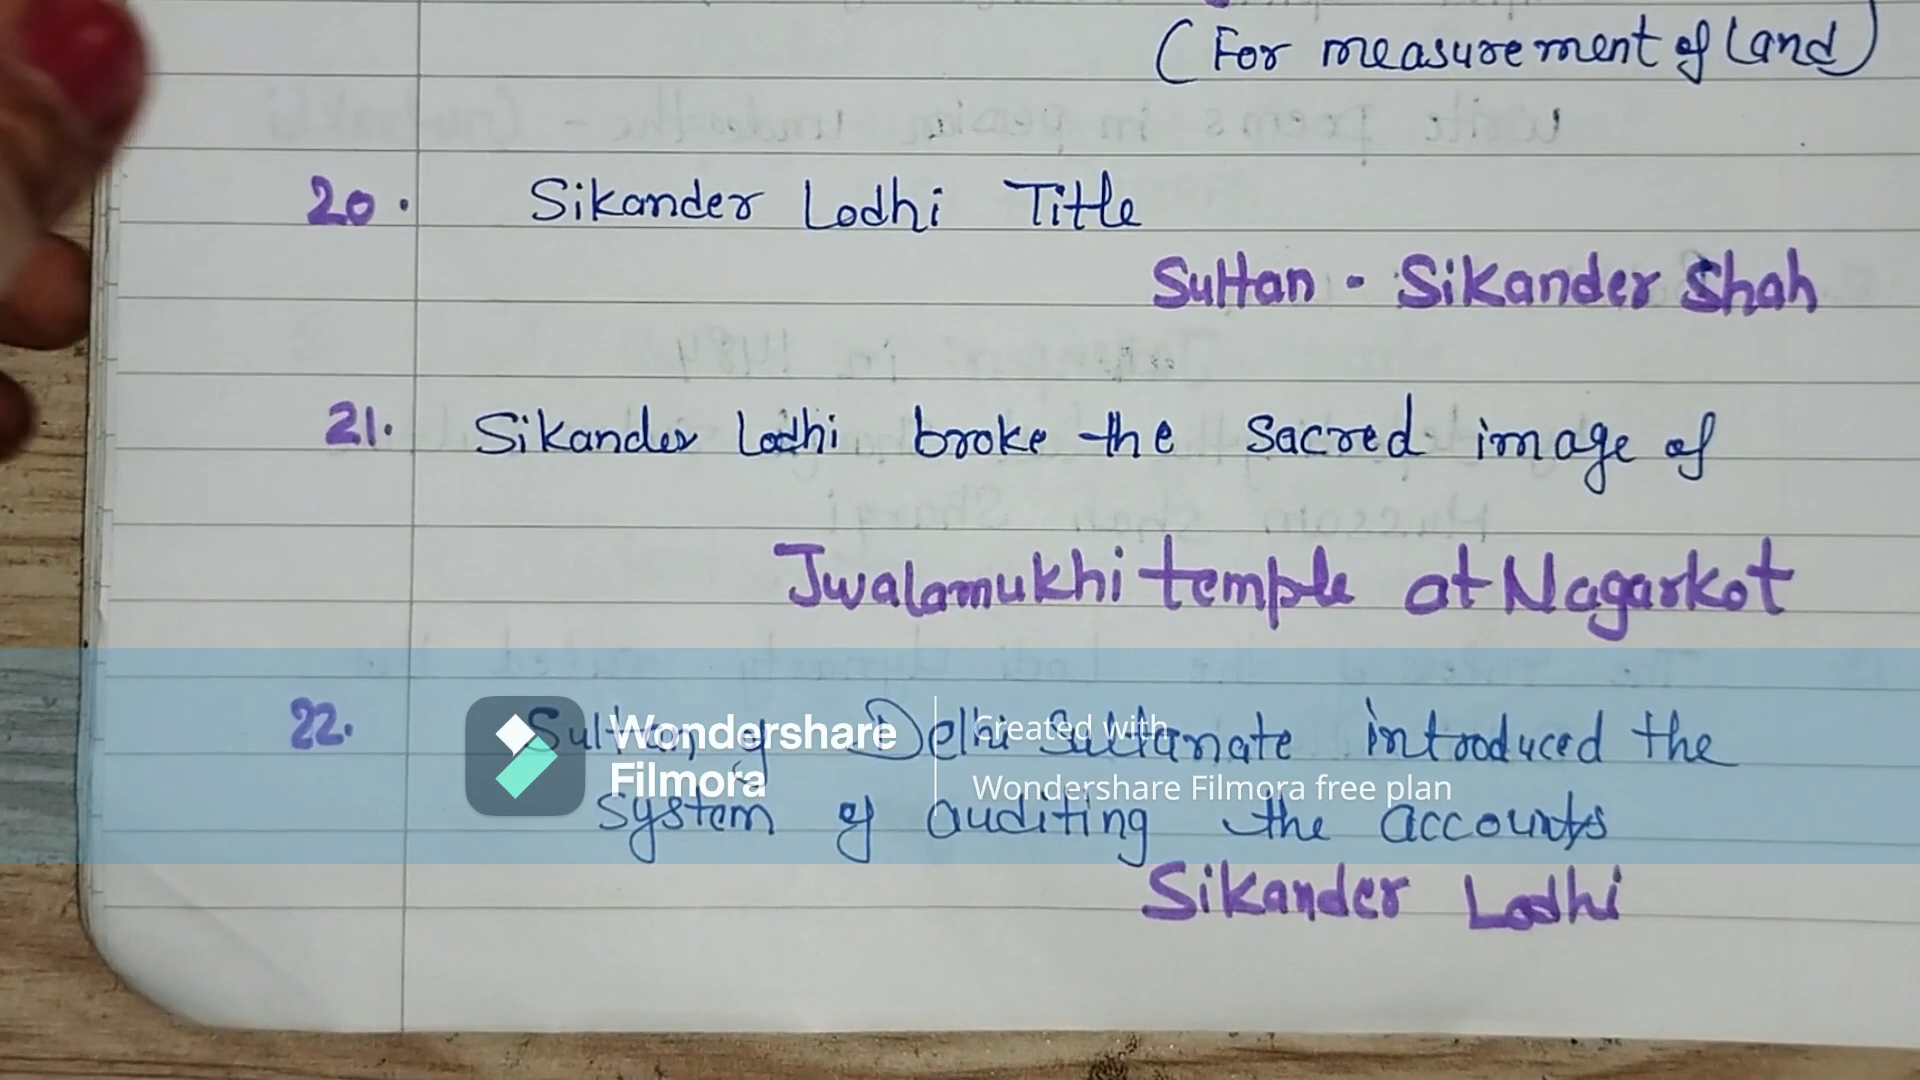 (For measurement of land)
20. Sikander Lodhi Title
Sultan - Sikander Shah
21. Sikander Lodhi broke the Sacred image of
Jwalamukhi temple at Nagarkot
22. Sultan of Delhi Sultanate introduced the
system of auditing the accounts
Sikander Lodhi
Wondershare
Filmora
Created with
Wondershare Filmora free plan